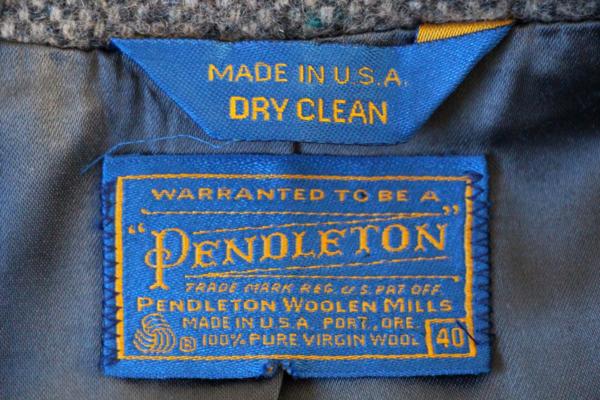 MADE IN U.S.A.
DRY CLEAN
WARRANTED TO BE A
"PENDLETON"
TRADE MARK REG. U.S. PAT. OFF.
PENDLETON WOOLEN MILLS
MADE IN U.S.A. PORT., ORE.
® 100% PURE VIRGIN WOOL
40